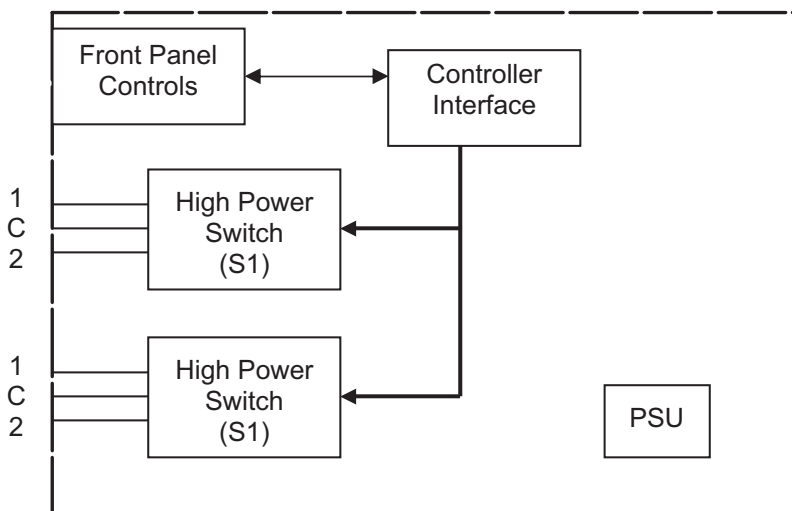 Front Panel
Controls
Controller
Interface
1
C
2
High Power
Switch
(S1)
1
C
2
High Power
Switch
(S1)
PSU